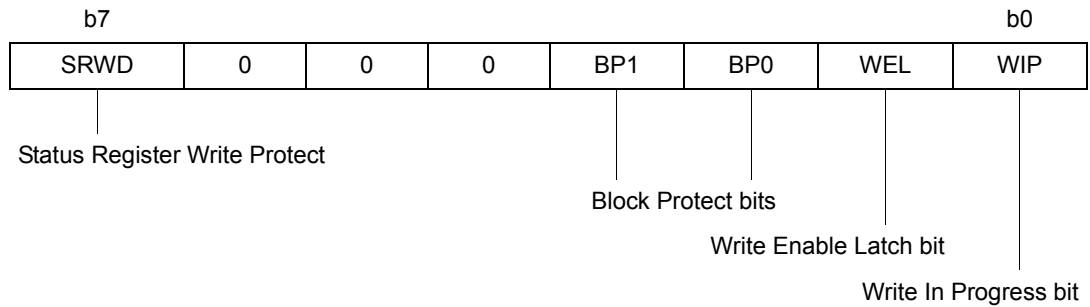 b7 b0
SRWD 0 0 0 BP1 BP0 WEL WIP
Status Register Write Protect
Block Protect bits
Write Enable Latch bit
Write In Progress bit